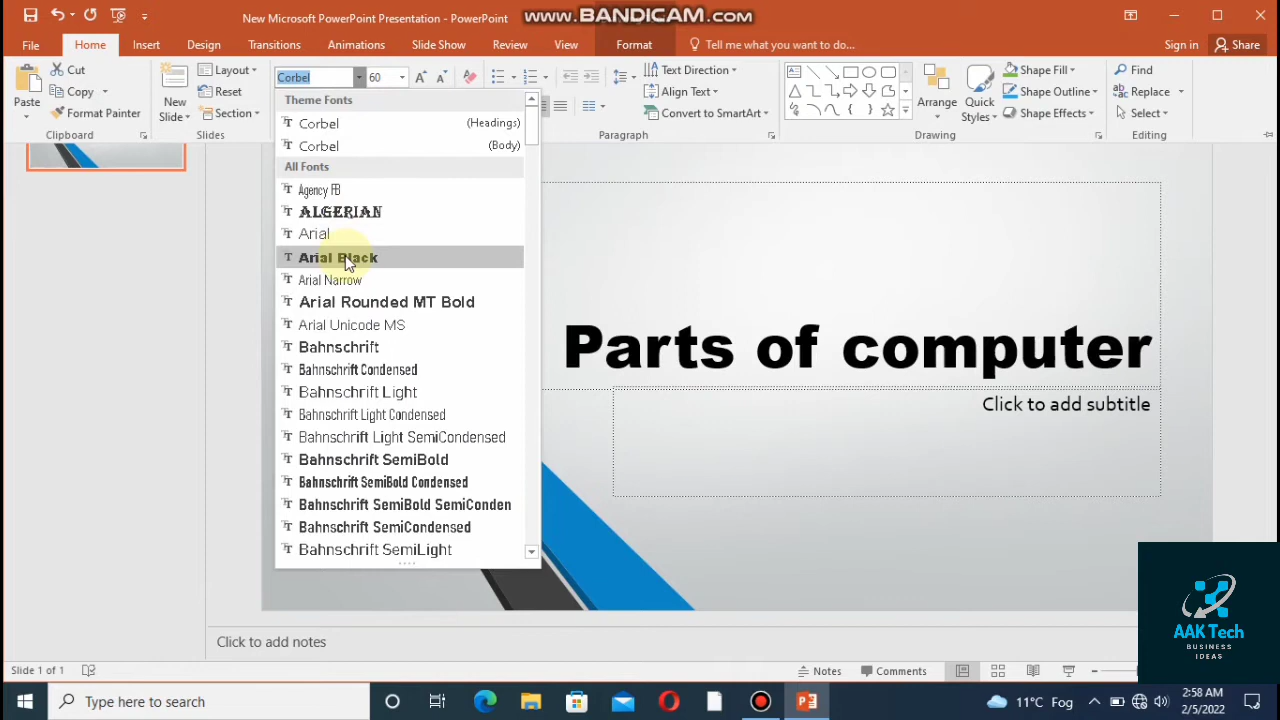 New Microsoft PowerPoint Presentation - PowerPoint
www.BANDICAM.com
File Home Insert Design Transitions Animations Slide Show Review View Format Tell me what you want to do... Sign in Share
Paste
Cut
Copy
Format Painter
Clipboard
New Slide
Layout
Reset
Section
Slides
Corbel 60
Text Direction
Align Text
Convert to SmartArt
Paragraph
Arrange
Quick Styles
Shape Fill
Shape Outline
Shape Effects
Drawing
Find
Replace
Select
Editing
Theme Fonts
Corbel (Headings)
Corbel (Body)
All Fonts
Agency FB
ALGERIAN
Arial
Arial Black
Arial Narrow
Arial Rounded MT Bold
Arial Unicode MS
Bahnschrift
Bahnschrift Condensed
Bahnschrift Light
Bahnschrift Light Condensed
Bahnschrift Light SemiCondensed
Bahnschrift SemiBold
Bahnschrift SemiBold Condensed
Bahnschrift SemiBold SemiConden
Bahnschrift SemiCondensed
Bahnschrift SemiLight
Parts of computer
Click to add subtitle
AAK Tech
BUSINESS
IDEAS
Click to add notes
Slide 1 of 1 Notes Comments
Type here to search
11°C Fog
2:58 AM
2/5/2022